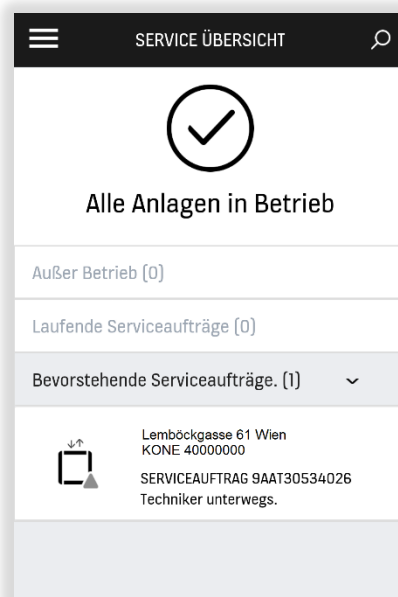 SERVICE ÜBERSICHT
Alle Anlagen in Betrieb
Außer Betrieb (0)
Laufende Serviceaufträge (0)
Bevorstehende Serviceaufträge. (1)
Lemböckgasse 61 Wien
KONE 40000000
SERVICEAUFTRAG 9AAT30534026
Techniker unterwegs.